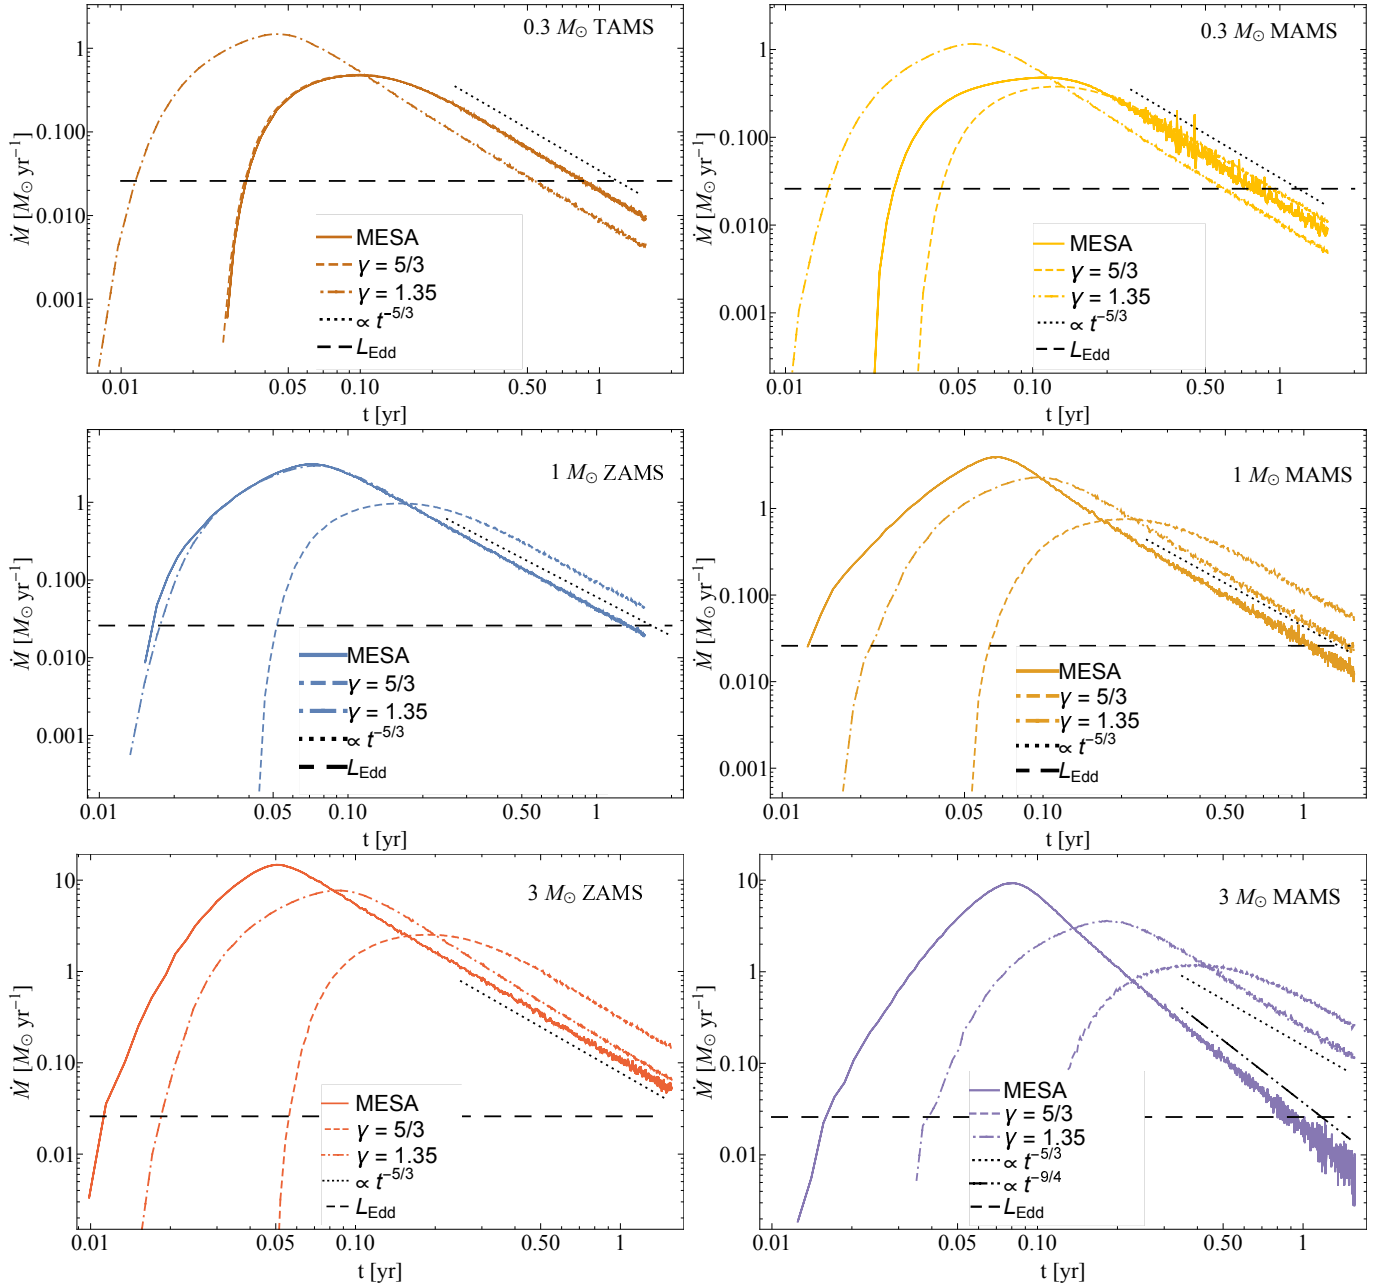 0.3 M⊙ TAMS
1
0.100
0.010
0.001
Ṁ [M⊙ yr⁻¹]
MESA
γ = 5/3
γ = 1.35
∝ t^−5/3
L_Edd
0.01 0.05 0.10 0.50 1
t [yr]
0.3 M⊙ MAMS
1
0.100
0.010
0.001
Ṁ [M⊙ yr⁻¹]
MESA
γ = 5/3
γ = 1.35
∝ t^−5/3
L_Edd
0.01 0.05 0.10 0.50 1
t [yr]
1 M⊙ ZAMS
1
0.100
0.010
0.001
Ṁ [M⊙ yr⁻¹]
MESA
γ = 5/3
γ = 1.35
∝ t^−5/3
L_Edd
0.01 0.05 0.10 0.50 1
t [yr]
1 M⊙ MAMS
1
0.100
0.010
0.001
Ṁ [M⊙ yr⁻¹]
MESA
γ = 5/3
γ = 1.35
∝ t^−5/3
L_Edd
0.01 0.05 0.10 0.50 1
t [yr]
3 M⊙ ZAMS
10
1
0.10
0.01
Ṁ [M⊙ yr⁻¹]
MESA
γ = 5/3
γ = 1.35
∝ t^−5/3
L_Edd
0.01 0.05 0.10 0.50 1
t [yr]
3 M⊙ MAMS
10
1
0.10
0.01
Ṁ [M⊙ yr⁻¹]
MESA
γ = 5/3
γ = 1.35
∝ t^−5/3
∝ t^−9/4
L_Edd
0.01 0.05 0.10 0.50 1
t [yr]